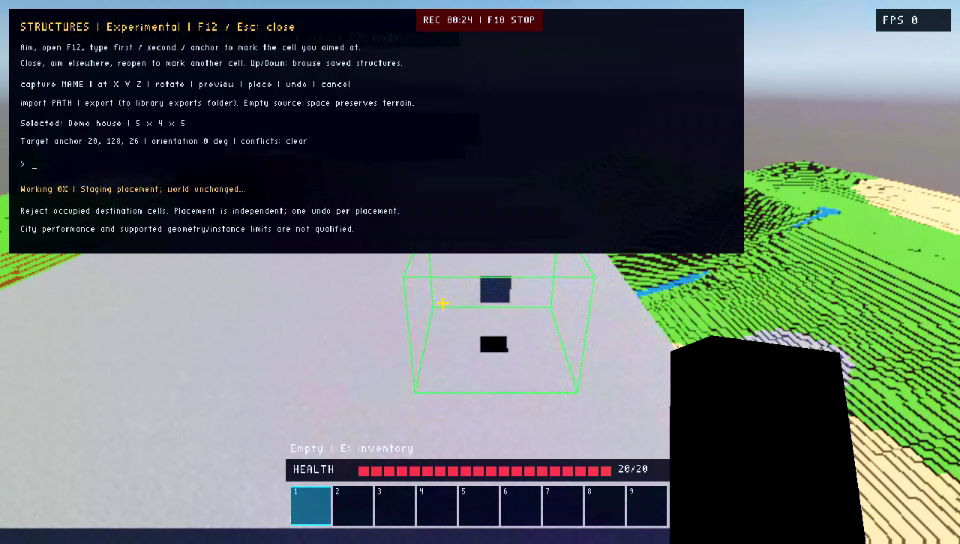 STRUCTURES | Experimental | F12 / Esc: close
REC 00:24 | F10 STOP
FPS 0
Aim, open F12, type first / second / anchor to mark the cell you aimed at.
Close, aim elsewhere, reopen to mark another cell. Up/Down: browse saved structures.
capture NAME | at X Y Z | rotate | preview | place | undo | cancel
import PATH | export (to library exports folder). Empty source space preserves terrain.
Selected: Demo house | 5 x 4 x 5
Target anchor 20, 128, 26 | orientation 0 deg | conflicts: clear
> _
Working 0% | Staging placement; world unchanged...
Reject occupied destination cells. Placement is independent; one undo per placement.
City performance and supported geometry/instance limits are not qualified.
Empty | E: inventory
HEALTH 20/20
1 2 3 4 5 6 7 8 9